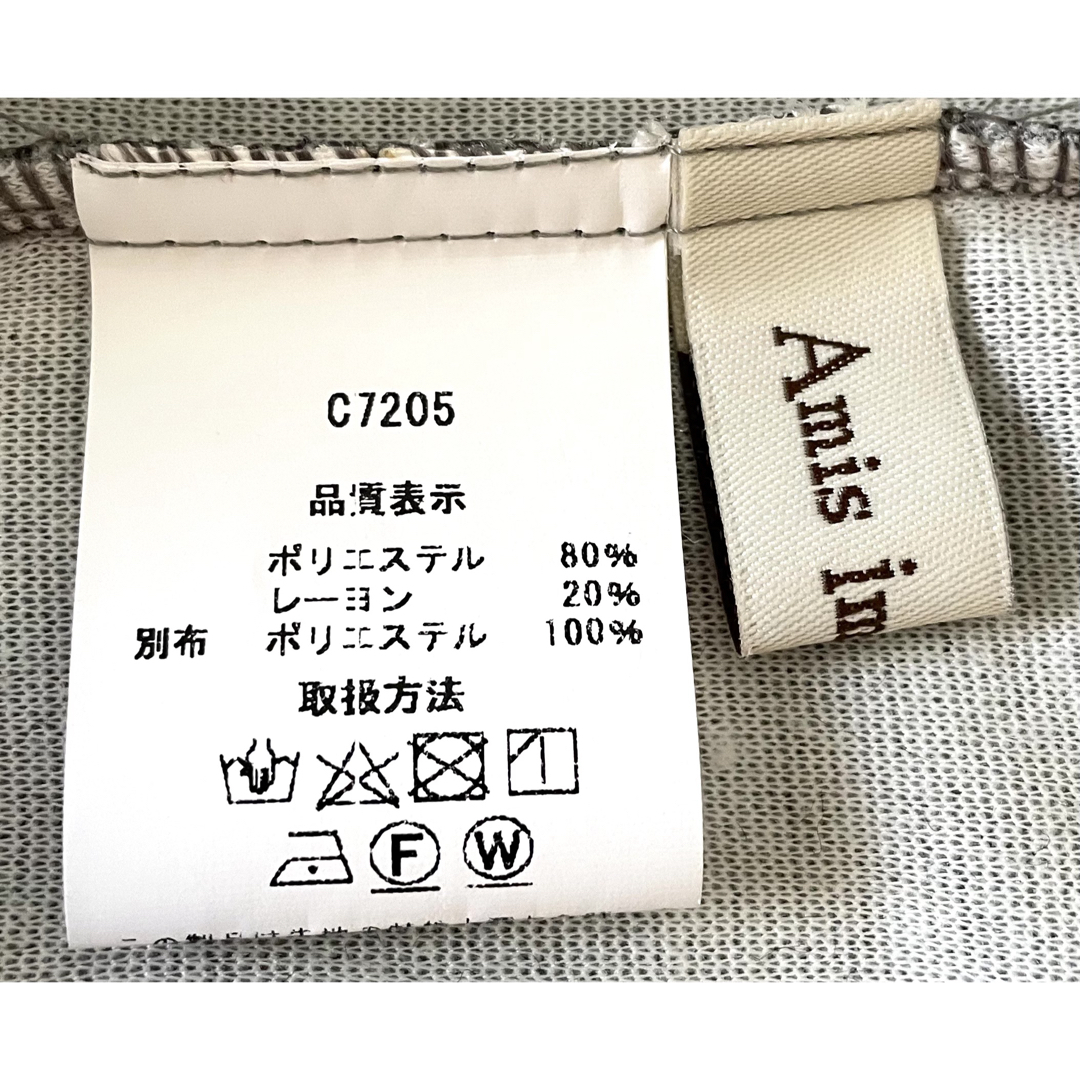 C7205
品質表示
ポリエステル 80%
レーヨン 20%
別布 ポリエステル 100%
取扱方法
F W
Amis